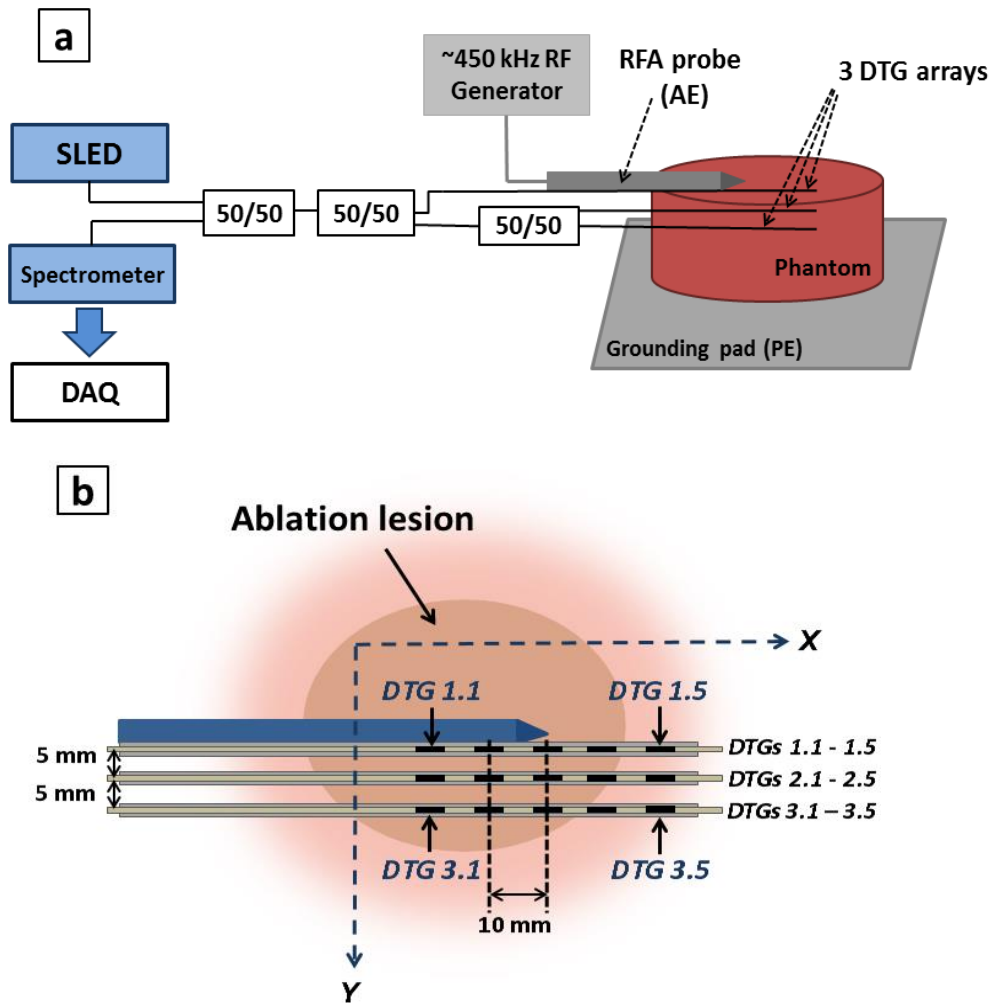 a
~450 kHz RF
Generator
RFA probe
(AE)
3 DTG arrays
SLED
50/50
50/50
50/50
Spectrometer
Phantom
Grounding pad (PE)
DAQ
b
Ablation lesion
X
DTG 1.1
DTG 1.5
5 mm
5 mm
DTGs 1.1 - 1.5
DTGs 2.1 - 2.5
DTGs 3.1 – 3.5
DTG 3.1
DTG 3.5
10 mm
Y